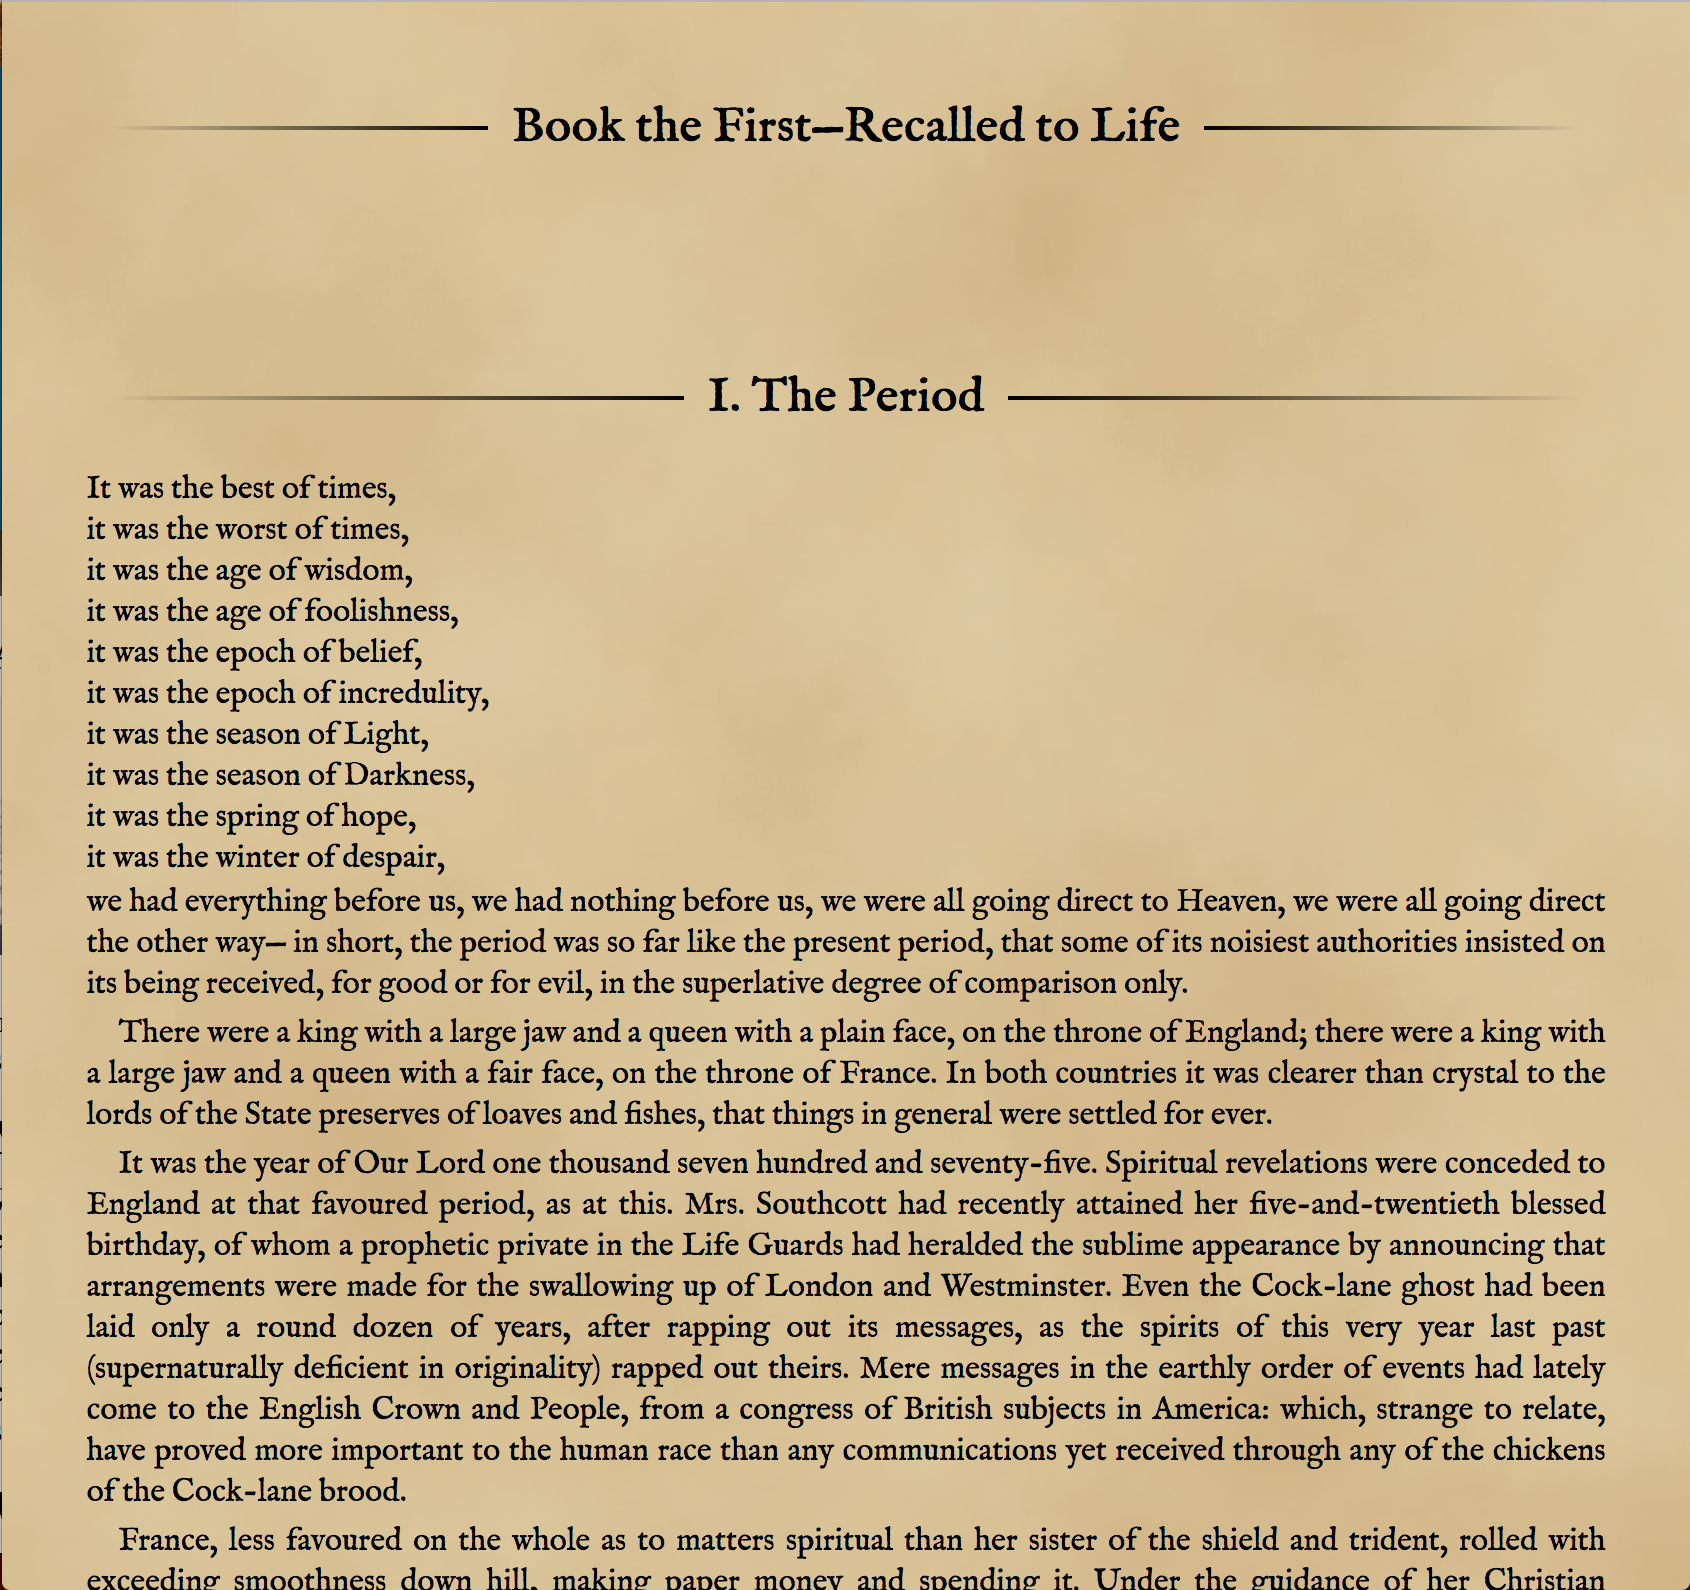 Book the First—Recalled to Life
I. The Period
It was the best of times,
it was the worst of times,
it was the age of wisdom,
it was the age of foolishness,
it was the epoch of belief,
it was the epoch of incredulity,
it was the season of Light,
it was the season of Darkness,
it was the spring of hope,
it was the winter of despair,
we had everything before us, we had nothing before us, we were all going direct to Heaven, we were all going direct
the other way— in short, the period was so far like the present period, that some of its noisiest authorities insisted on
its being received, for good or for evil, in the superlative degree of comparison only.
There were a king with a large jaw and a queen with a plain face, on the throne of England; there were a king with
a large jaw and a queen with a fair face, on the throne of France. In both countries it was clearer than crystal to the
lords of the State preserves of loaves and fishes, that things in general were settled for ever.
It was the year of Our Lord one thousand seven hundred and seventy-five. Spiritual revelations were conceded to
England at that favoured period, as at this. Mrs. Southcott had recently attained her five-and-twentieth blessed
birthday, of whom a prophetic private in the Life Guards had heralded the sublime appearance by announcing that
arrangements were made for the swallowing up of London and Westminster. Even the Cock-lane ghost had been
laid only a round dozen of years, after rapping out its messages, as the spirits of this very year last past
(supernaturally deficient in originality) rapped out theirs. Mere messages in the earthly order of events had lately
come to the English Crown and People, from a congress of British subjects in America: which, strange to relate,
have proved more important to the human race than any communications yet received through any of the chickens
of the Cock-lane brood.
France, less favoured on the whole as to matters spiritual than her sister of the shield and trident, rolled with
exceeding smoothness down hill, making paper money and spending it. Under the guidance of her Christian